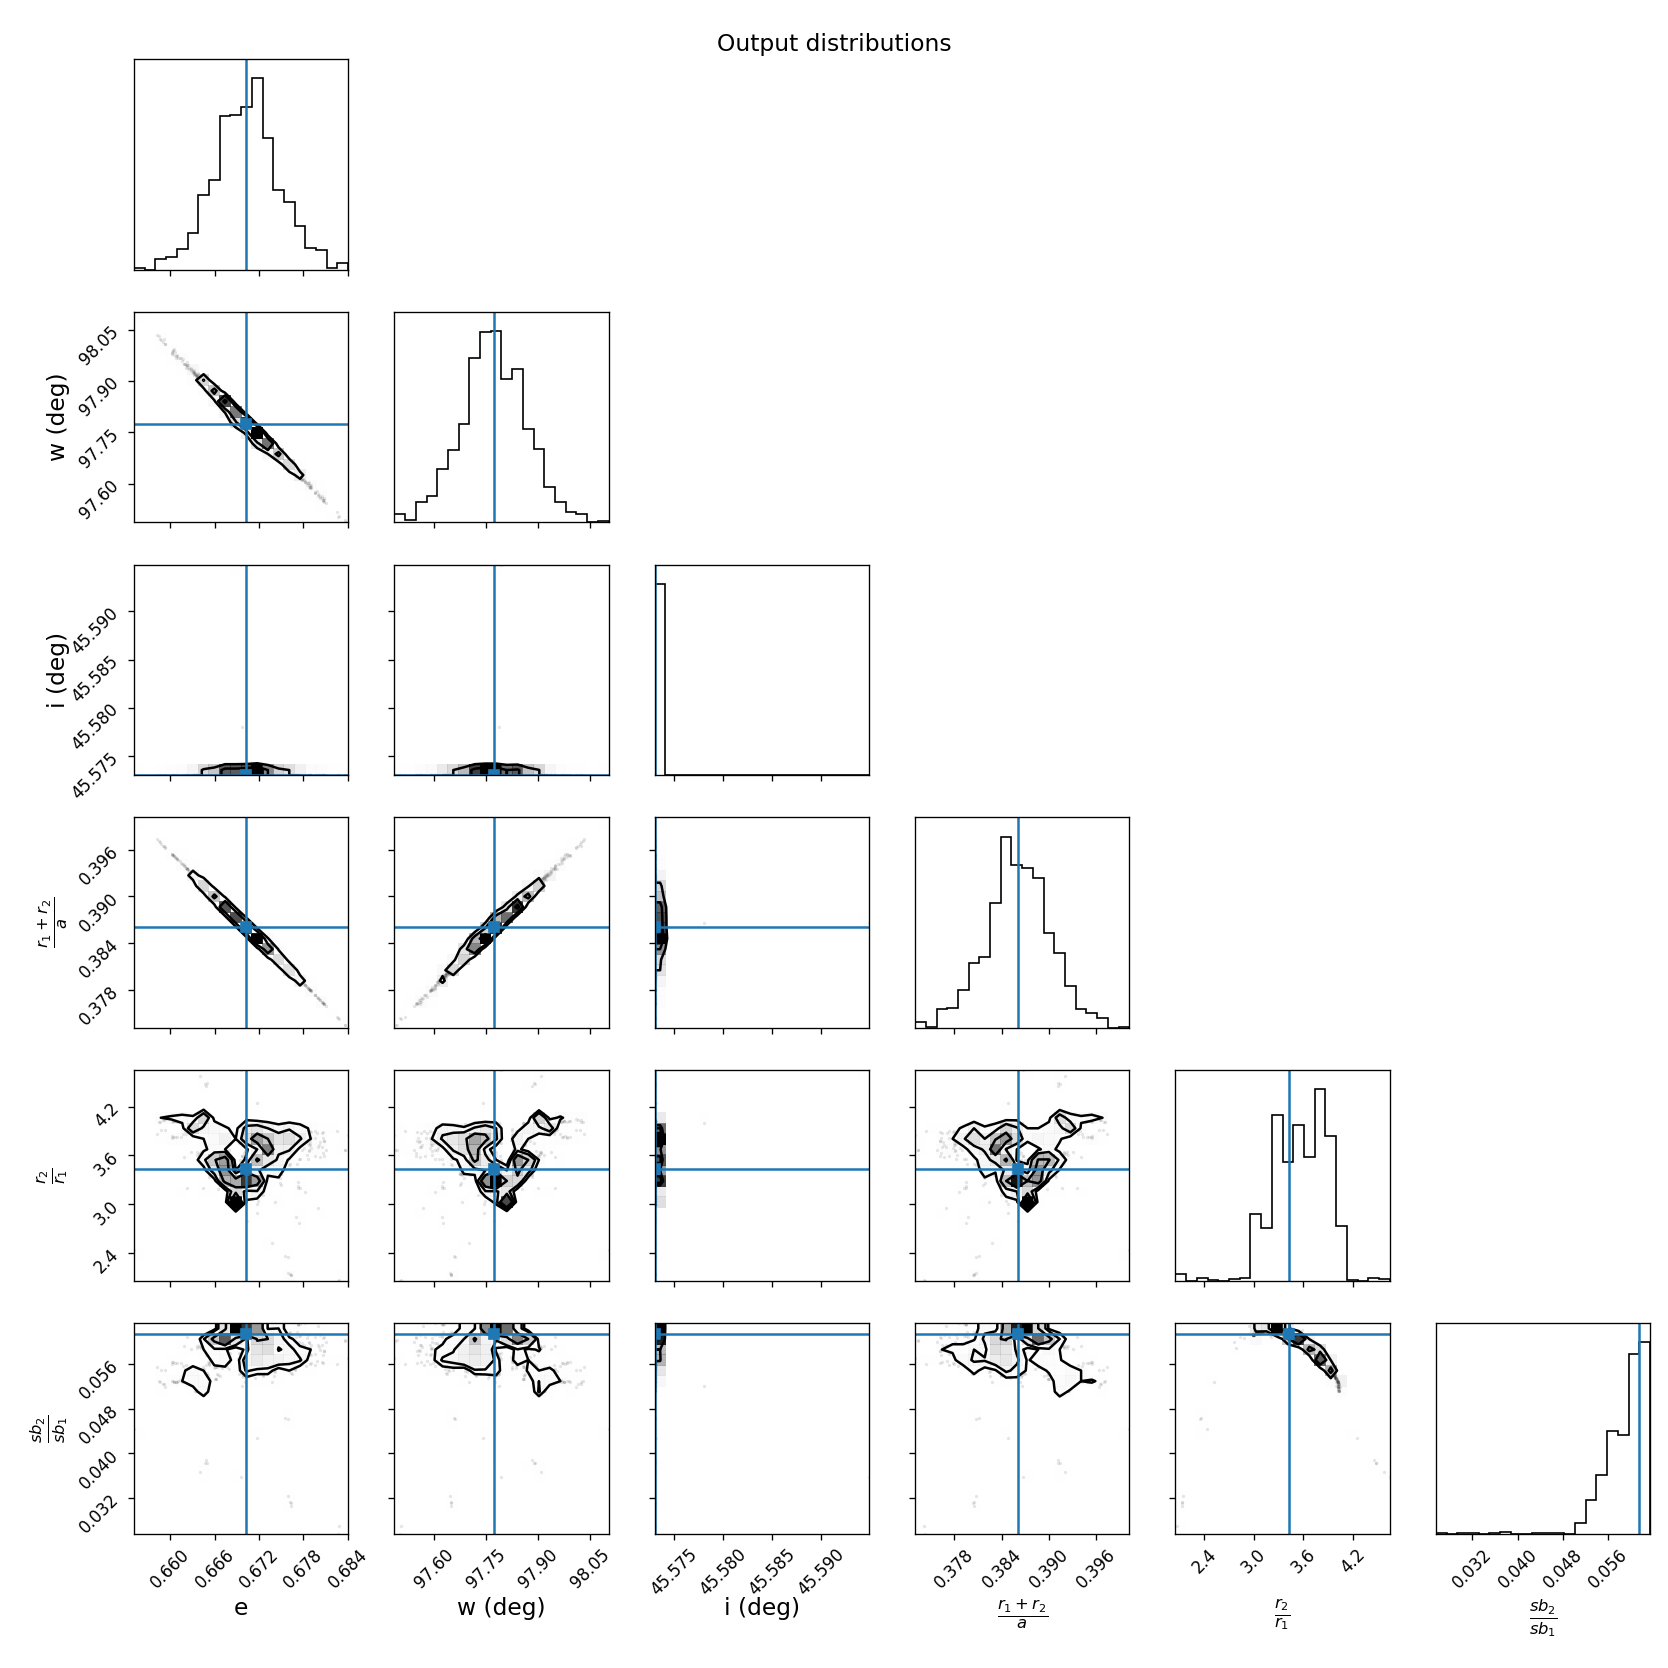 Output distributions
w (deg)
98.05
97.90
97.75
97.60
i (deg)
45.590
45.585
45.580
45.575
r₁ + r₂
a
0.396
0.390
0.384
0.378
r₂
r₁
4.2
3.6
3.0
2.4
sb₂
sb₁
0.056
0.048
0.040
0.032
0.660 0.666 0.672 0.678 0.684
97.60 97.75 97.90 98.05
45.575 45.580 45.585 45.590
0.378 0.384 0.390 0.396
2.4 3.0 3.6 4.2
0.032 0.040 0.048 0.056
e
w (deg)
i (deg)
r₁ + r₂
a
r₂
r₁
sb₂
sb₁